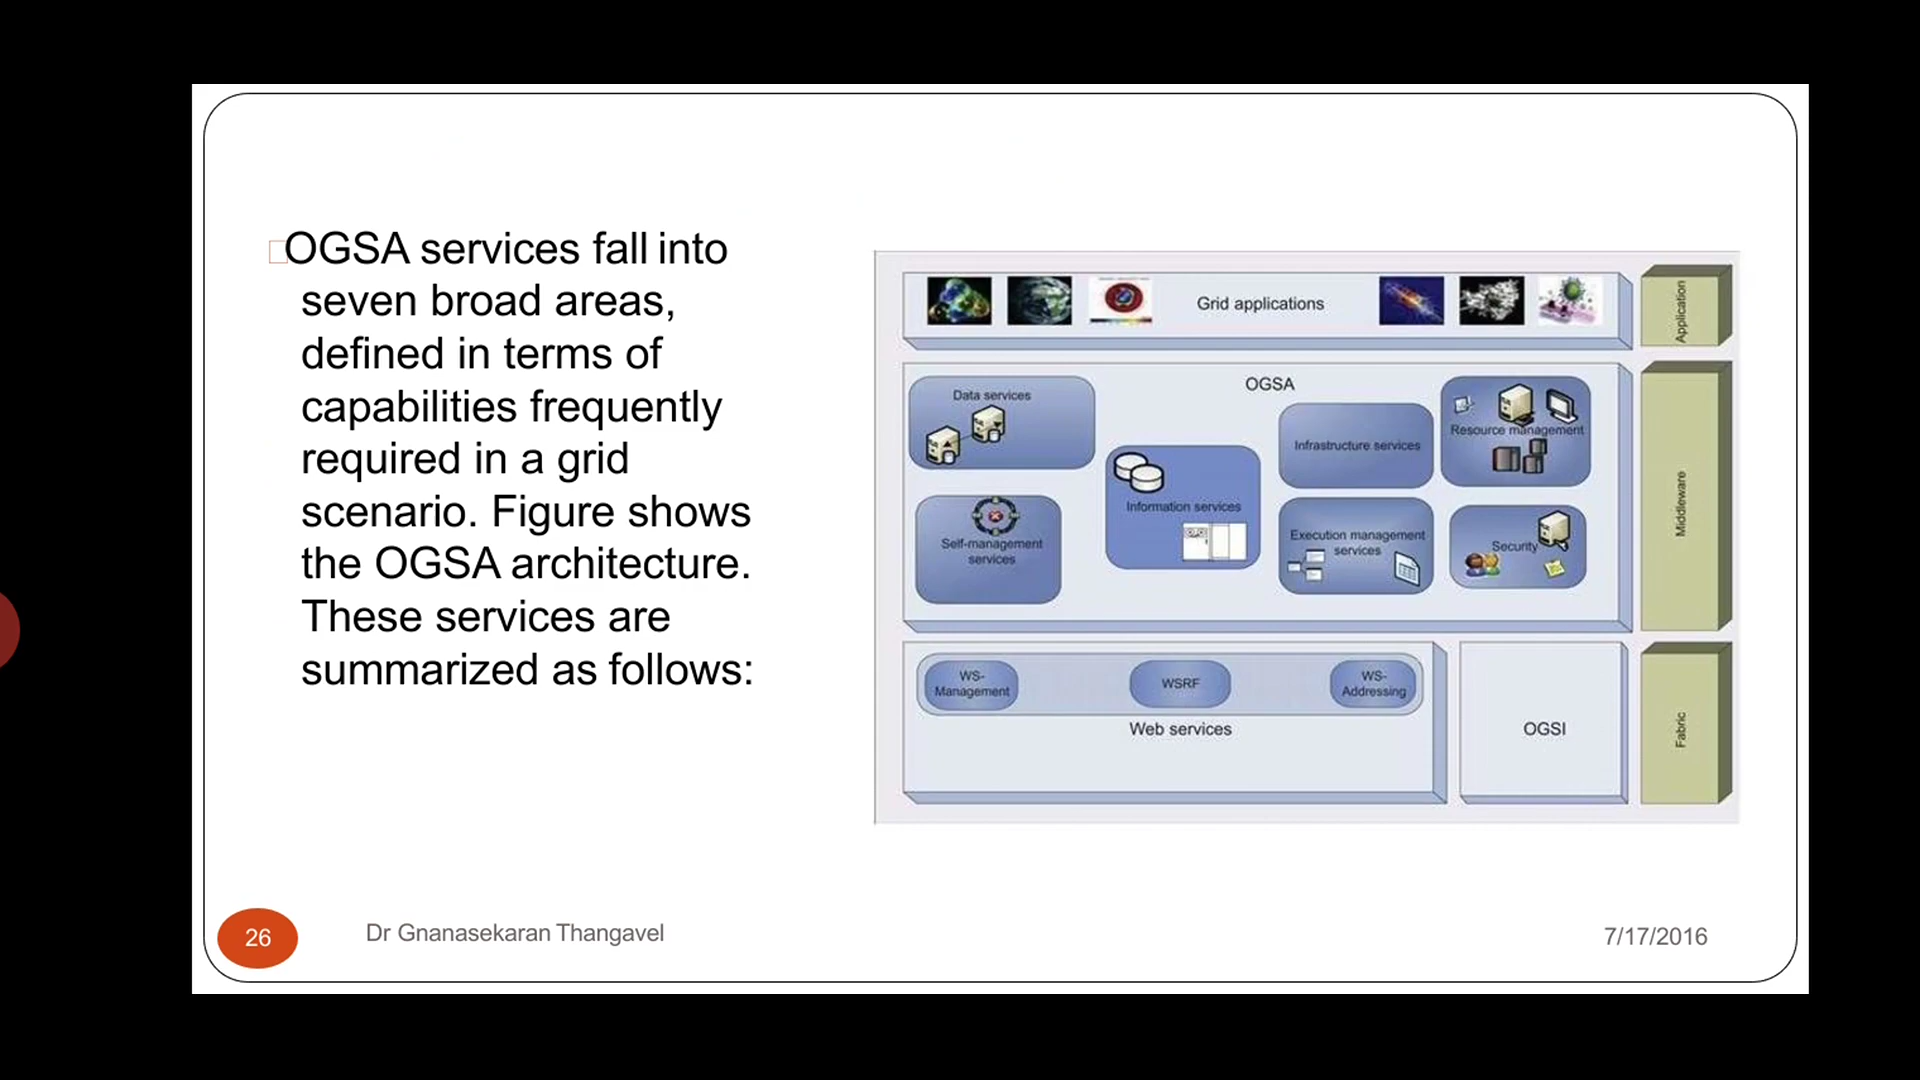 OGSA services fall into
seven broad areas,
defined in terms of
capabilities frequently
required in a grid
scenario. Figure shows
the OGSA architecture.
These services are
summarized as follows:
Grid applications
Application
OGSA
Data services
Infrastructure services
Resource management
Information services
Self-management
services
Execution management
services
Security
Middleware
WS-
Management
WSRF
WS-
Addressing
Web services
OGSI
Fabric
26
Dr Gnanasekaran Thangavel
7/17/2016